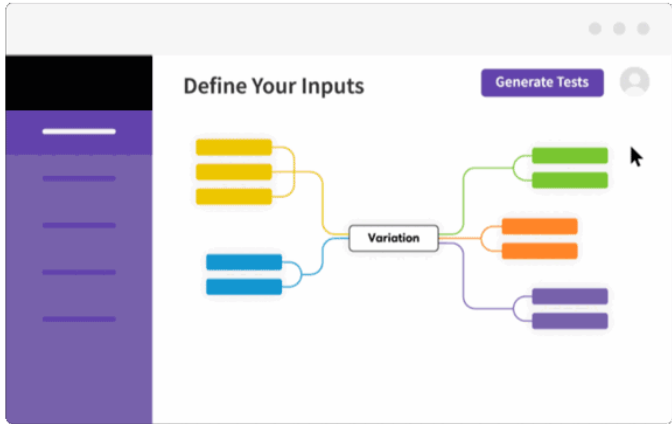 Define Your Inputs
Generate Tests
Variation